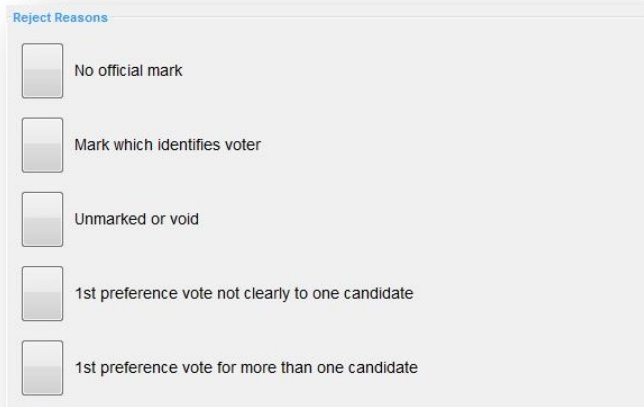 Reject Reasons
No official mark
Mark which identifies voter
Unmarked or void
1st preference vote not clearly to one candidate
1st preference vote for more than one candidate